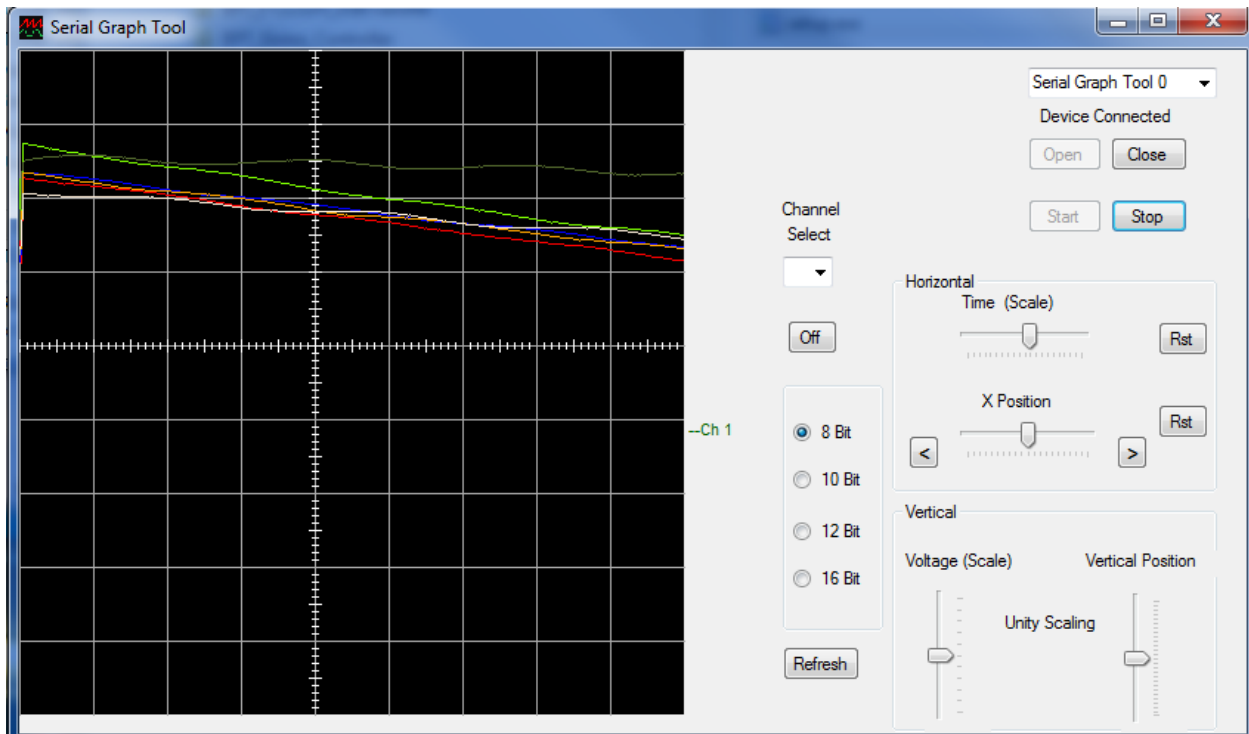 Serial Graph Tool
Serial Graph Tool 0
Device Connected
Open
Close
Channel
Select
Start
Stop
Horizontal
Time (Scale)
Off
Rst
X Position
Rst
--Ch 1
8 Bit
<
>
10 Bit
Vertical
12 Bit
Voltage (Scale)
Vertical Position
16 Bit
Unity Scaling
Refresh